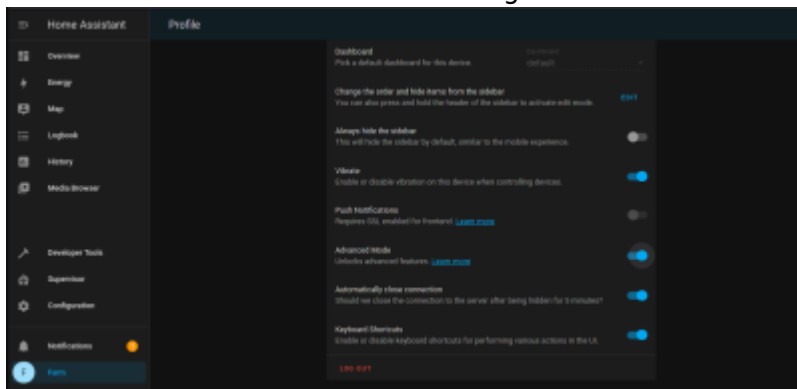 Home Assistant
Profile
Overview
Energy
Map
Logbook
History
Media Browser
Developer Tools
Supervisor
Configuration
Notifications
F
Dashboard
Pick a default dashboard for this device.
Dashboard
default
Change the order and hide items from the sidebar
You can also press and hold the header of the sidebar to activate edit mode.
EDIT
Always hide the sidebar
This will hide the sidebar by default, similar to the mobile experience.
Vibrate
Enable or disable vibration on this device when controlling devices.
Push Notifications
Requires SSL enabled for frontend. Learn more
Advanced Mode
Unlocks advanced features. Learn more
Automatically close connection
Should we close the connection to the server after being hidden for 5 minutes?
Keyboard Shortcuts
Enable or disable keyboard shortcuts for performing various actions in the UI.
LOG OUT